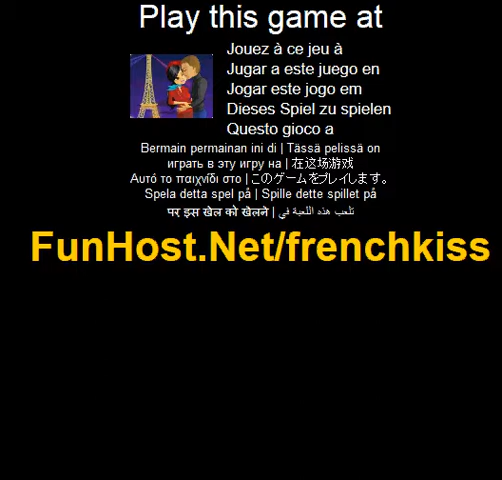 Play this game at
Jouez à ce jeu à
Jugar a este juego en
Jogar este jogo em
Dieses Spiel zu spielen
Questo gioco a
Bermain permainan ini di | Tässä pelissä on
играть в эту игру на | 在这场游戏
Αυτό το παιχνίδι στο | このゲームをプレイします。
Spela detta spel på | Spille dette spillet på
पर इस खेल को खेलने | تلعب هذه اللعبة في
FunHost.Net/frenchkiss